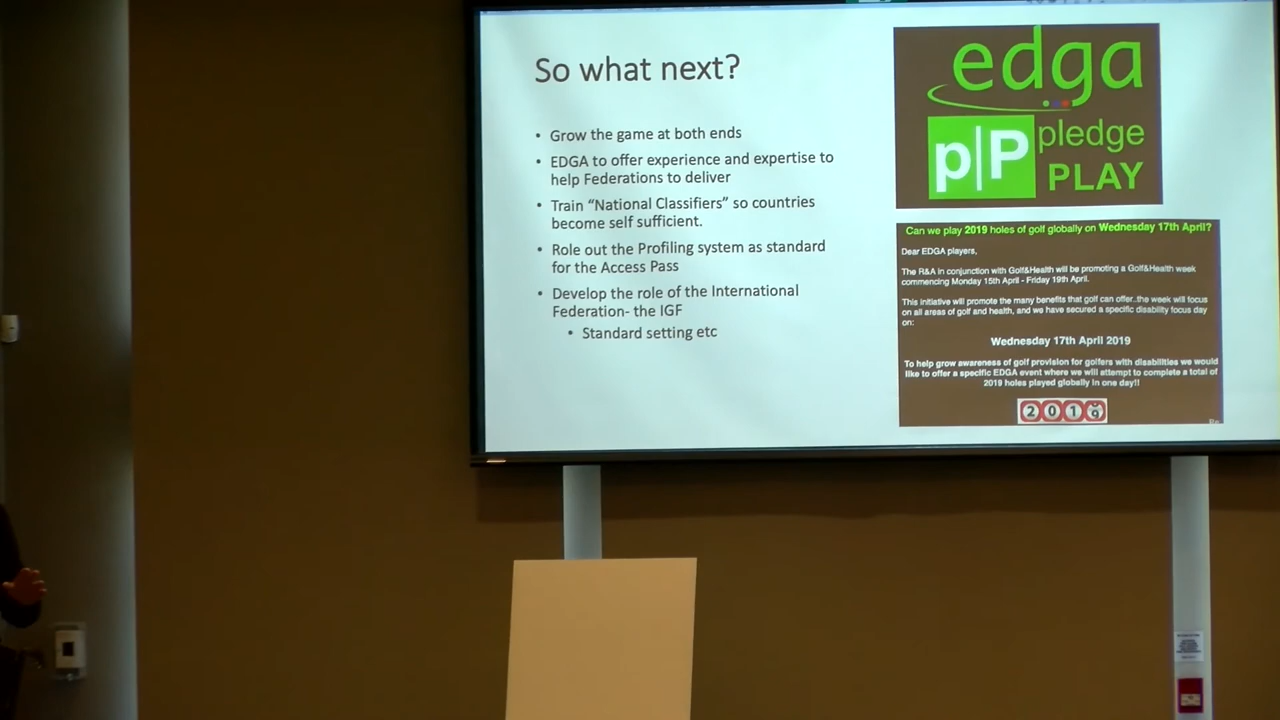 So what next?
• Grow the game at both ends
• EDGA to offer experience and expertise to
help Federations to deliver
• Train “National Classifiers” so countries
become self sufficient.
• Role out the Profiling system as standard
for the Access Pass
• Develop the role of the International
Federation- the IGF
• Standard setting etc
edga
p|P pledge
PLAY
Can we play 2019 holes of golf globally on Wednesday 17th April?
Dear EDGA players,
The R&A in conjunction with Golf&Health will be promoting a Golf&Health week
commencing Monday 15th April - Friday 19th April.
This initiative will promote the many benefits that golf can offer..the week will focus
on all areas of golf and health, and we have secured a specific disability focus day
on:
Wednesday 17th April 2019
To help grow awareness of golf provision for golfers with disabilities we would
like to offer a specific EDGA event where we will attempt to complete a total of
2019 holes played globally in one day!!
2019